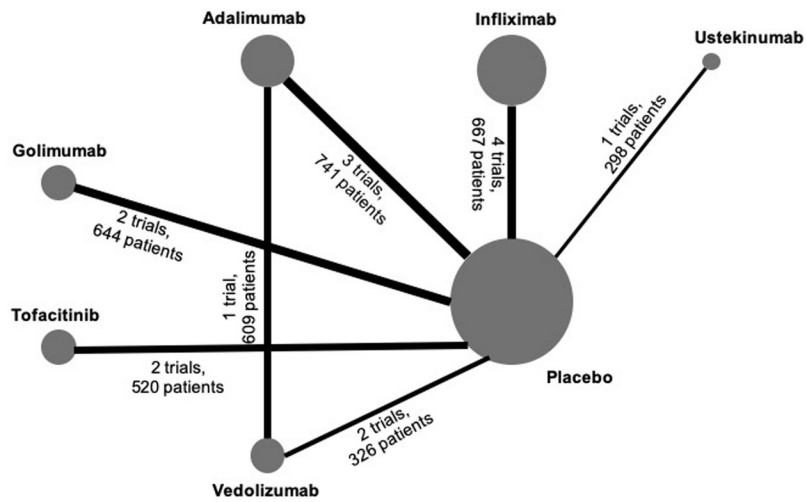 Adalimumab
Infliximab
Ustekinumab
Golimumab
3 trials,
741 patients
4 trials,
667 patients
1 trials,
298 patients
2 trials,
644 patients
1 trial,
609 patients
Tofacitinib
2 trials,
520 patients
Placebo
2 trials,
326 patients
Vedolizumab